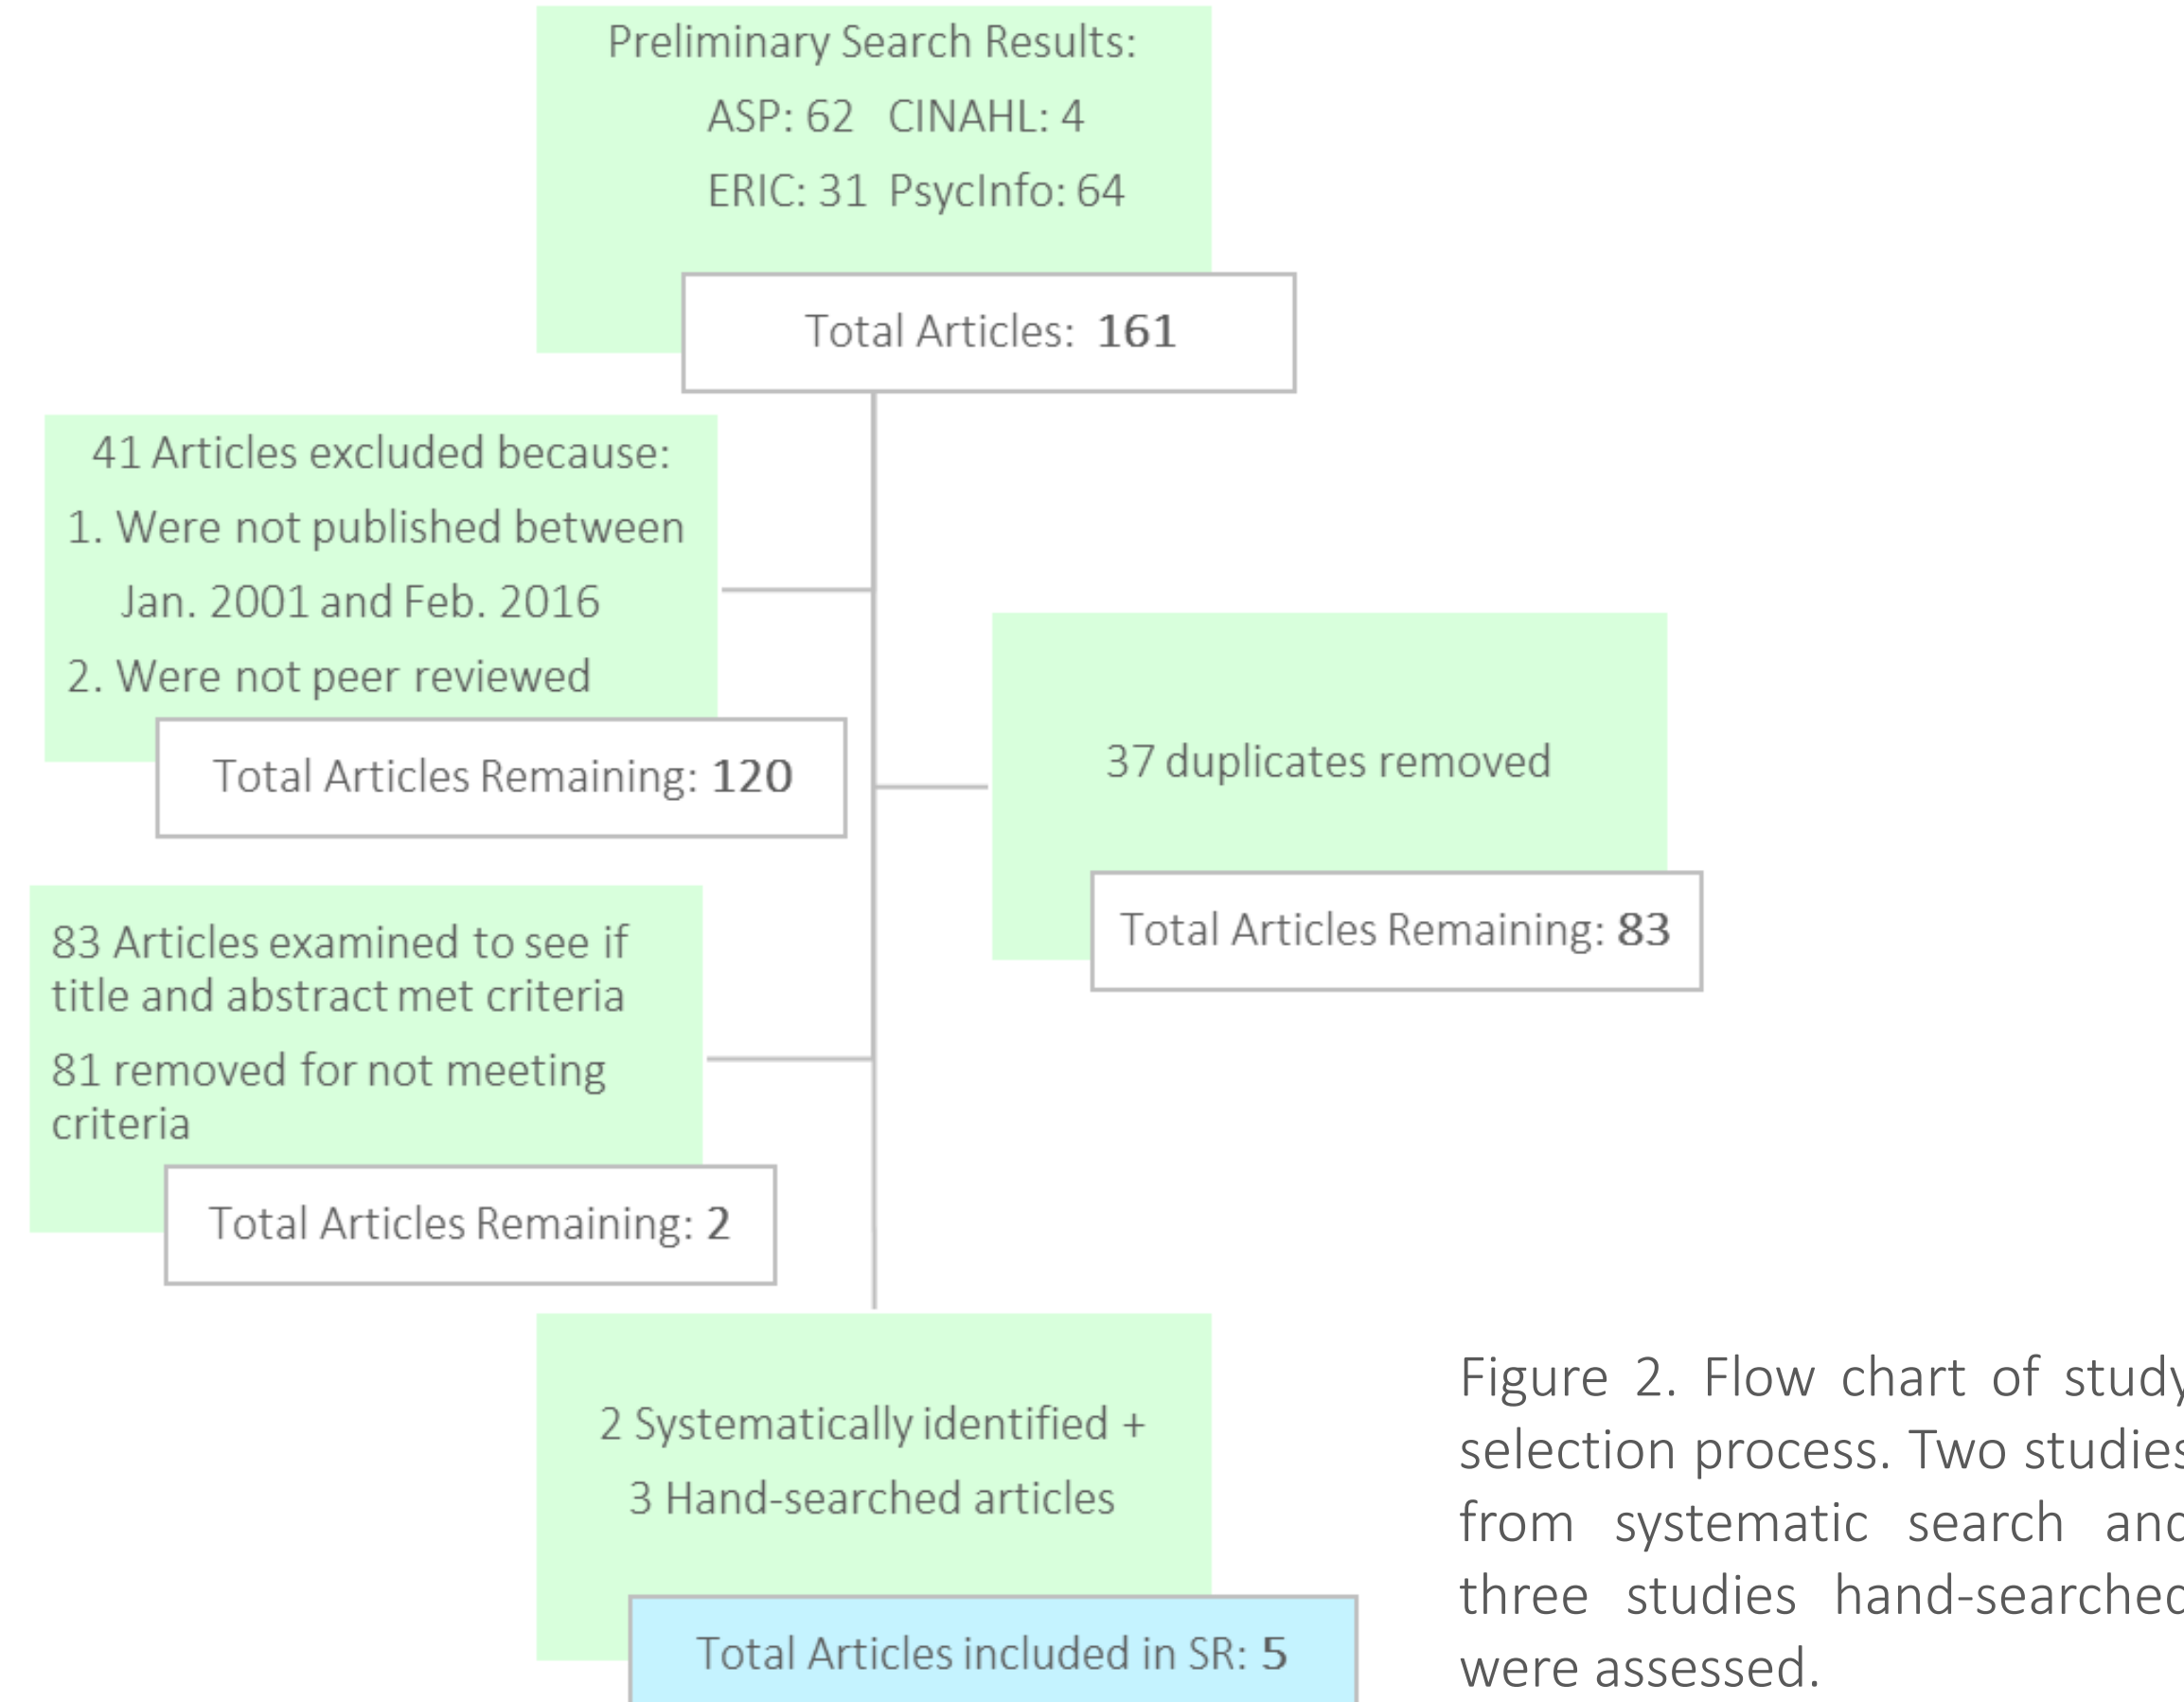 Preliminary Search Results:
ASP: 62 CINAHL: 4
ERIC: 31 PsycInfo: 64
Total Articles: 161
41 Articles excluded because:
1. Were not published between
Jan. 2001 and Feb. 2016
2. Were not peer reviewed
Total Articles Remaining: 120
37 duplicates removed
Total Articles Remaining: 83
83 Articles examined to see if
title and abstract met criteria
81 removed for not meeting
criteria
Total Articles Remaining: 2
2 Systematically identified +
3 Hand-searched articles
Total Articles included in SR: 5
Figure 2. Flow chart of study
selection process. Two studies
from systematic search and
three studies hand-searched
were assessed.